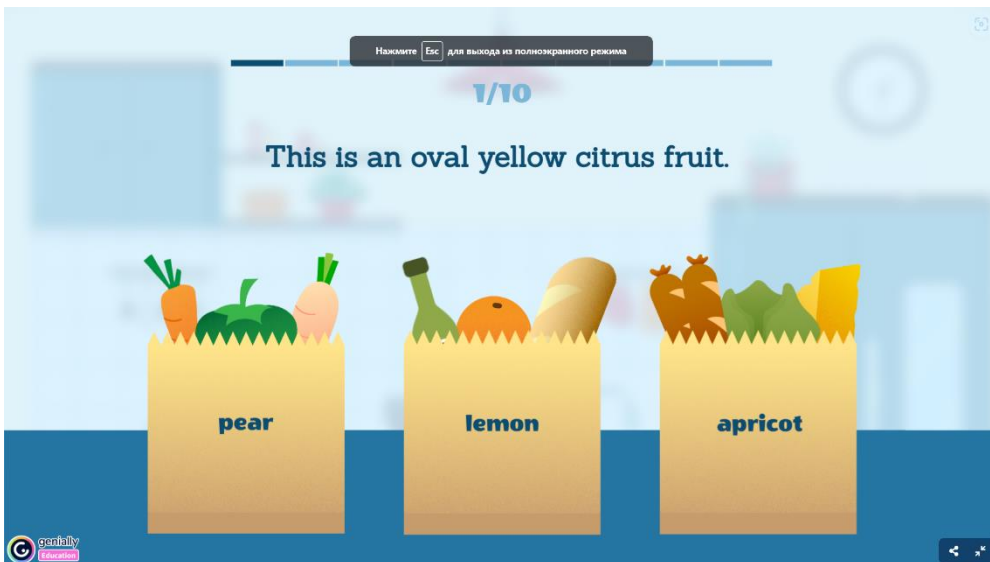 Нажмите Esc для выхода из полноэкранного режима
1/10
This is an oval yellow citrus fruit.
pear
lemon
apricot
genially
Education